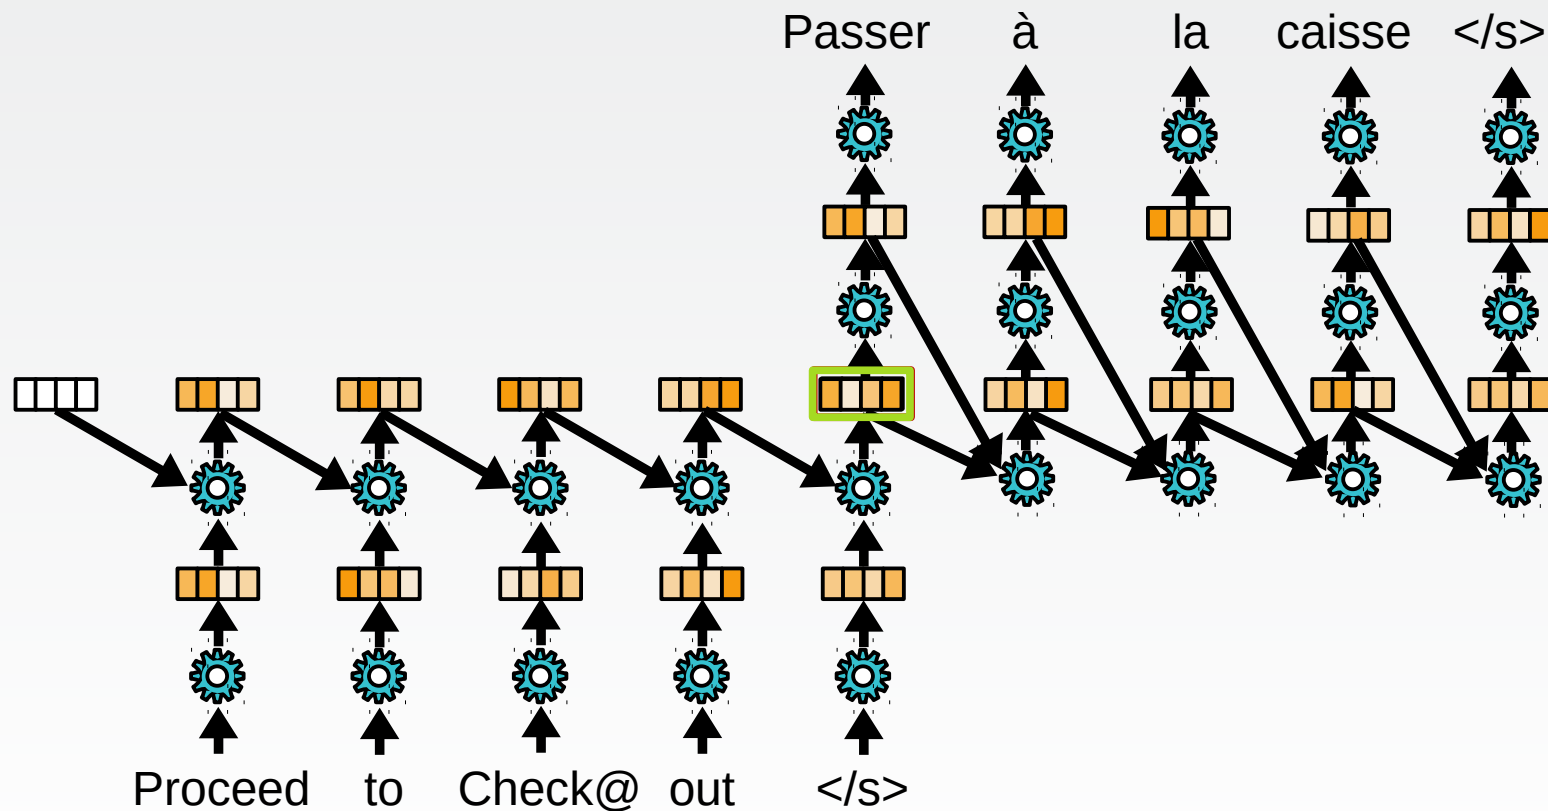 Passer à la caisse </s>
Proceed to Check@ out </s>